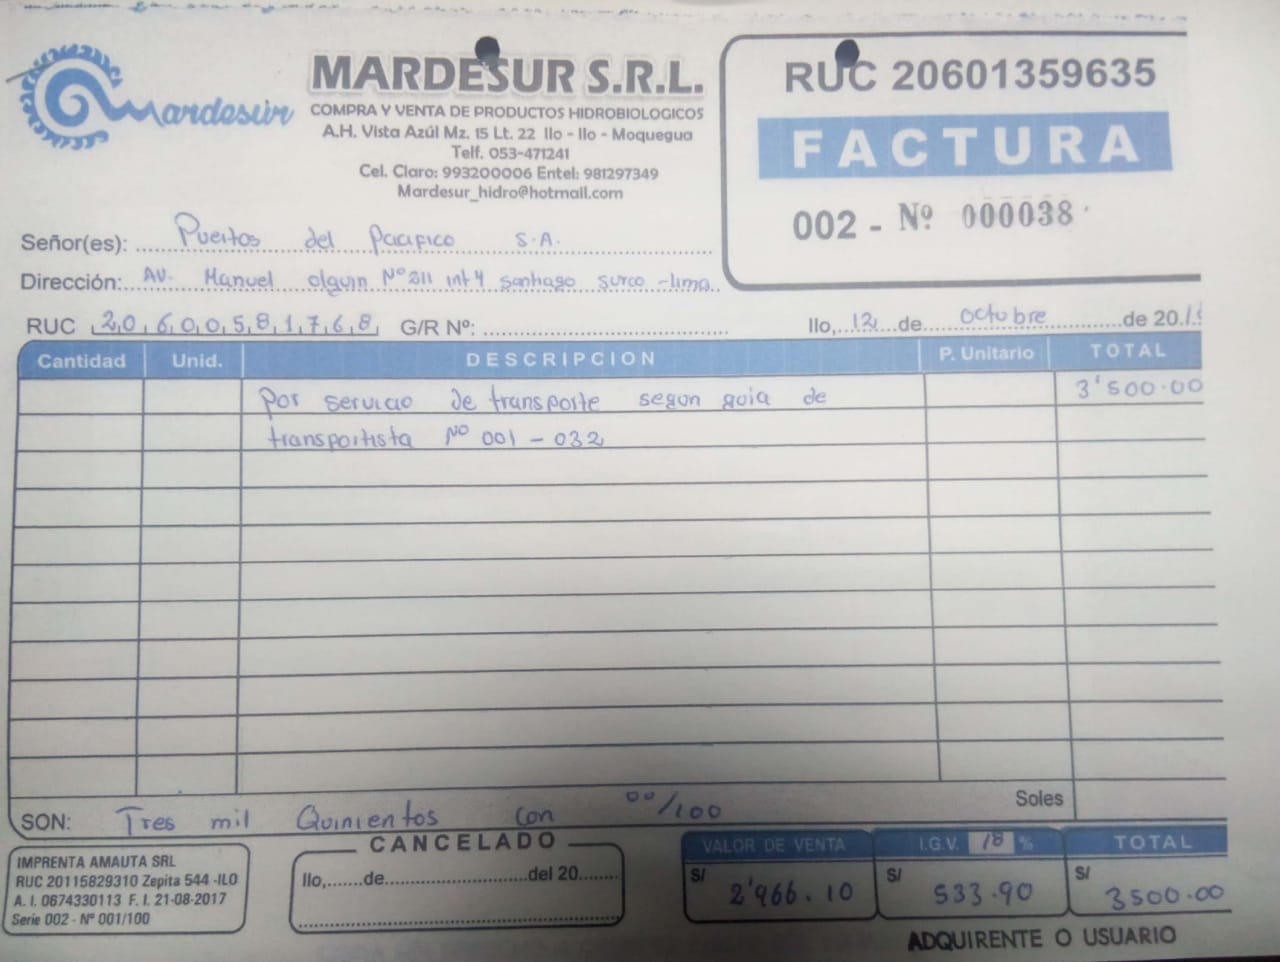 Mardesur
MARDESUR S.R.L.
COMPRA Y VENTA DE PRODUCTOS HIDROBIOLOGICOS
A.H. Vista Azúl Mz. 15 Lt. 22 Ilo - Ilo - Moquegua
Telf. 053-471241
Cel. Claro: 993200006 Entel: 981297349
Mardesur_hidro@hotmail.com
RUC 20601359635
FACTURA
002 - Nº 000038
Señor(es): Puertos del Pacifico S.A.
Dirección: AV. Manuel olguin Nº 211 int 4 santiago surco - lima
RUC 20600581768 G/R Nº:
Ilo, 12 de octubre de 201
Cantidad Unid. DESCRIPCION P. Unitario TOTAL
Por servicio de transporte segun guia de 3'500.00
transportista Nº 001 - 032
Soles
SON: Tres mil Quinientos con 00/100
IMPRENTA AMAUTA SRL
RUC 20115829310 Zepita 544 -ILO
A. I. 0674330113 F. I. 21-08-2017
Serie 002 - Nº 001/100
CANCELADO
Ilo, de del 20
VALOR DE VENTA I.G.V. 18 % TOTAL
S/ 2'966.10 S/ 533.90 S/ 3500.00
ADQUIRENTE O USUARIO